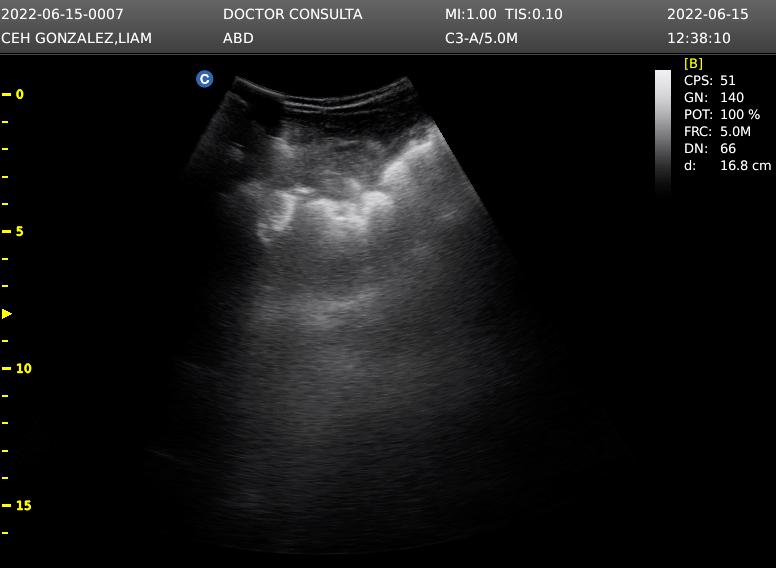 2022-06-15-0007 DOCTOR CONSULTA MI:1.00 TIS:0.10 2022-06-15
CEH GONZALEZ,LIAM ABD C3-A/5.0M 12:38:10
[B]
CPS: 51
GN: 140
POT: 100 %
FRC: 5.0M
DN: 66
d: 16.8 cm
C
0
5
10
15